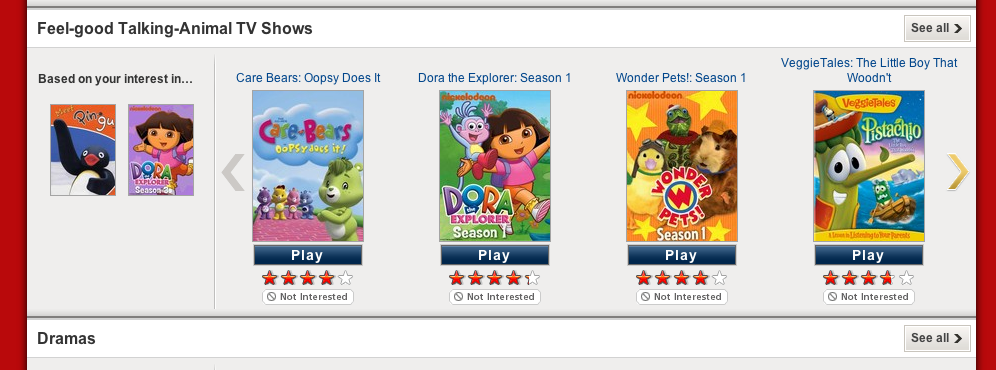 Feel-good Talking-Animal TV Shows
See all
Based on your interest in...
Pingu
nickelodeon
DORA
the
EXPLORER
Season 3
Care Bears: Oopsy Does It
Care Bears
OOPSY DOES IT!
Play
Not Interested
Dora the Explorer: Season 1
nickelodeon
DORA
the
EXPLORER
Season 1
Play
Not Interested
Wonder Pets!: Season 1
nickelodeon
WONDER
W
PETS!
Season 1
Play
Not Interested
VeggieTales: The Little Boy That
Woodn't
VeggieTales
Pistachio
A Lesson in Listening to Your Parents
Play
Not Interested
Dramas
See all